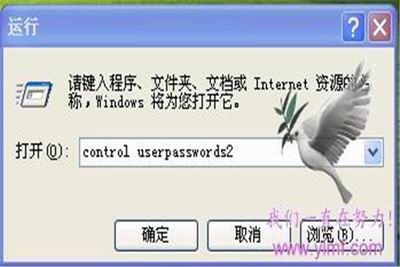 运行
请键入程序、文件夹、文档或 Internet 资源的名
称,Windows 将为您打开它。
打开(O): control userpasswords2
确定 取消 浏览(B)...
我们一直在努力!
www.ylmf.com